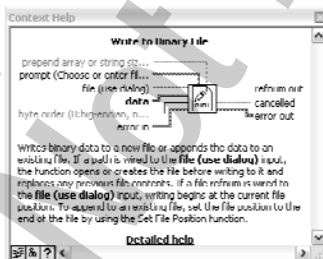 Context Help
Write to Binary File
prepend array or string siz...
prompt (Choose or enter fil...
file (use dialog)
refnum out
data
cancelled
byte order (0:big-endian, n...
error in
error out
Writes binary data to a new file or appends the data to an
existing file. If a path is wired to the file (use dialog) input,
the function opens or creates the file before writing to it and
replaces any previous file contents. If a file refnum is wired to
the file (use dialog) input, writing begins at the current file
position. To append to an existing file, set the file position to the
end of the file by using the Set File Position function.
Detailed help